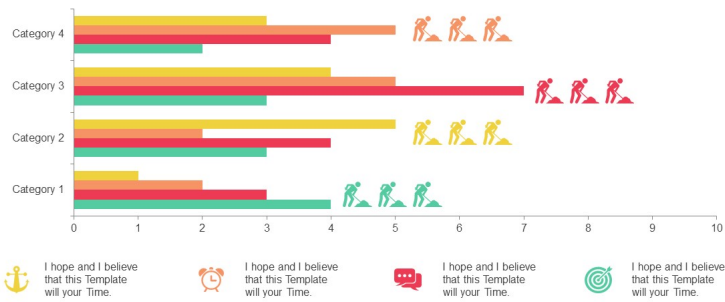 Category 4
Category 3
Category 2
Category 1
0 1 2 3 4 5 6 7 8 9 10
I hope and I believe
that this Template
will your Time.
I hope and I believe
that this Template
will your Time.
I hope and I believe
that this Template
will your Time.
I hope and I believe
that this Template
will your Time.